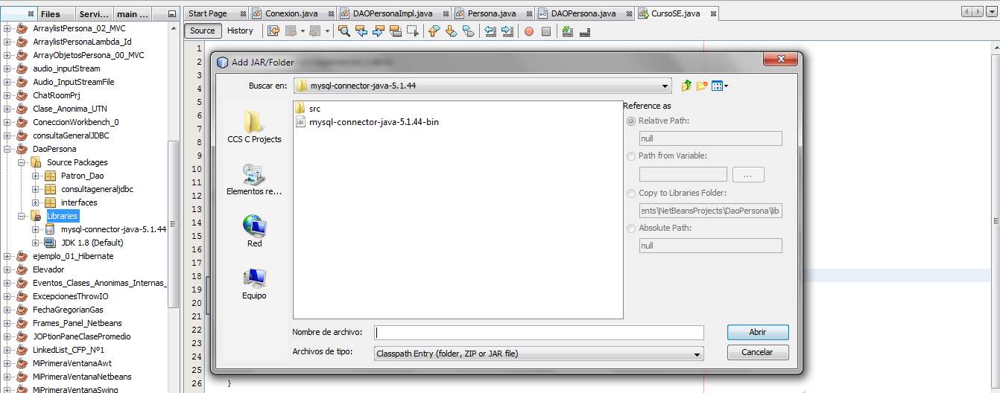 Files
Servi...
main ...
Start Page
Conexion.java
DAOPersonaImpl.java
Persona.java
DAOPersona.java
CursoSE.java
Source
History
ArraylistPersona_02_MVC
ArraylistPersonaLambda_Id
ArrayObjetosPersona_00_MVC
audio_inputStream
Audio_InputStreamFile
ChatRoomPrj
Clase_Anonima_UTN
ConeccionWorkbench_0
consultaGeneralJDBC
DaoPersona
Source Packages
Patron_Dao
consultageneraljdbc
interfaces
Libraries
mysql-connector-java-5.1.44
JDK 1.8 (Default)
ejemplo_01_Hibernate
Elevador
Eventos_Clases_Anonimas_Internas_
ExcepcionesThrowIO
FechaGregorianGas
Frames_Panel_Netbeans
JOPtionPaneClasePromedio
LinkedList_CFP_Nº1
MiPrimeraVentanaAwt
MiPrimeraVentanaNetbeans
MiPrimeraVentanaSwing
1
2
3
4
5
6
7
8
9
10
11
12
13
14
15
16
17
18
19
20
21
22
23
24
25
26
}
Add JAR/Folder
Buscar en:
mysql-connector-java-5.1.44
CCS C Projects
Elementos re...
Red
Equipo
src
mysql-connector-java-5.1.44-bin
Reference as
Relative Path:
null
Path from Variable:
...
Copy to Libraries Folder:
ents\NetBeansProjects\DaoPersona\lib
Absolute Path:
null
Nombre de archivo:
Abrir
Archivos de tipo:
Classpath Entry (folder, ZIP or JAR file)
Cancelar